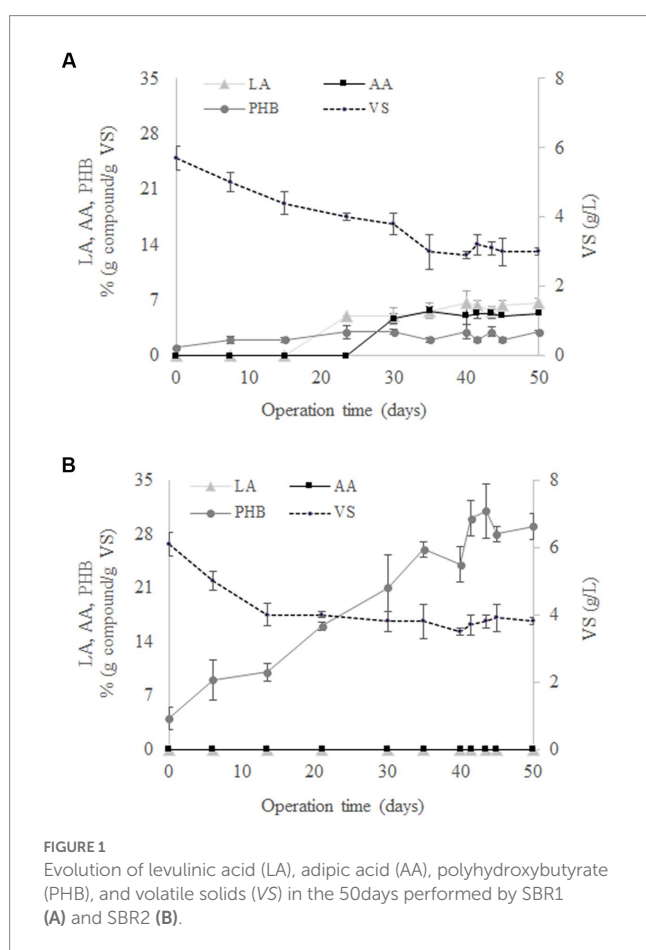 A
LA
AA
PHB
VS
35
28
21
14
7
0
LA, AA, PHB
% (g compound/g VS)
8
6
4
2
0
VS (g/L)
0 10 20 30 40 50
Operation time (days)
B
LA
AA
PHB
VS
35
28
21
14
7
0
LA, AA, PHB
% (g compound/g VS)
8
6
4
2
0
VS (g/L)
0 10 20 30 40 50
Operation time (days)
FIGURE 1
Evolution of levulinic acid (LA), adipic acid (AA), polyhydroxybutyrate
(PHB), and volatile solids (VS) in the 50days performed by SBR1
(A) and SBR2 (B).